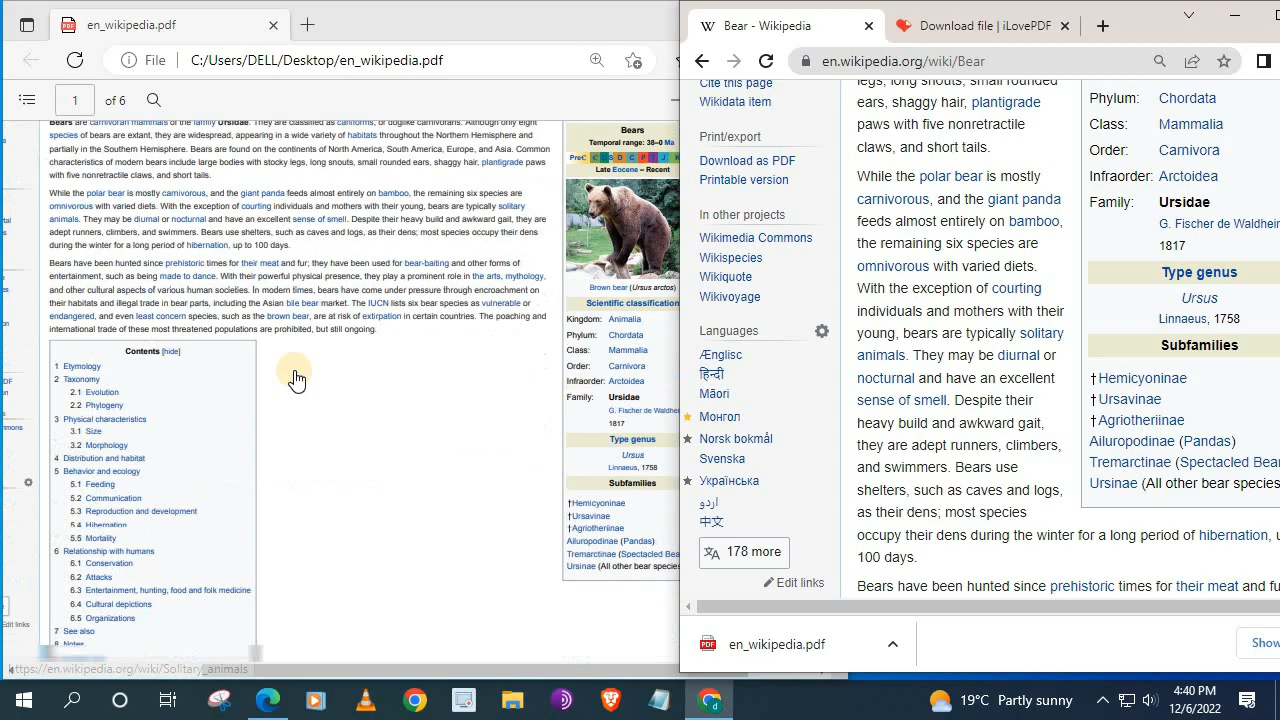 en_wikipedia.pdf
File
C:/Users/DELL/Desktop/en_wikipedia.pdf
1 of 6
Bears are carnivoran mammals of the family Ursidae. They are classified as caniforms, or doglike carnivorans. Although only eight
species of bears are extant, they are widespread, appearing in a wide variety of habitats throughout the Northern Hemisphere and
partially in the Southern Hemisphere. Bears are found on the continents of North America, South America, Europe, and Asia. Common
characteristics of modern bears include large bodies with stocky legs, long snouts, small rounded ears, shaggy hair, plantigrade paws
with five nonretractile claws, and short tails.
While the polar bear is mostly carnivorous, and the giant panda feeds almost entirely on bamboo, the remaining six species are
omnivorous with varied diets. With the exception of courting individuals and mothers with their young, bears are typically solitary
animals. They may be diurnal or nocturnal and have an excellent sense of smell. Despite their heavy build and awkward gait, they are
adept runners, climbers, and swimmers. Bears use shelters, such as caves and logs, as their dens; most species occupy their dens
during the winter for a long period of hibernation, up to 100 days.
Bears have been hunted since prehistoric times for their meat and fur; they have been used for bear-baiting and other forms of
entertainment, such as being made to dance. With their powerful physical presence, they play a prominent role in the arts, mythology,
and other cultural aspects of various human societies. In modern times, bears have come under pressure through encroachment on
their habitats and illegal trade in bear parts, including the Asian bile bear market. The IUCN lists six bear species as vulnerable or
endangered, and even least concern species, such as the brown bear, are at risk of extirpation in certain countries. The poaching and
international trade of these most threatened populations are prohibited, but still ongoing.
Contents [hide]
1 Etymology
2 Taxonomy
2.1 Evolution
2.2 Phylogeny
3 Physical characteristics
3.1 Size
3.2 Morphology
4 Distribution and habitat
5 Behavior and ecology
5.1 Feeding
5.2 Communication
5.3 Reproduction and development
5.4 Hibernation
5.5 Mortality
6 Relationship with humans
6.1 Conservation
6.2 Attacks
6.3 Entertainment, hunting, food and folk medicine
6.4 Cultural depictions
6.5 Organizations
7 See also
8 Notes
Edit links
https://en.wikipedia.org/wiki/Solitary_animals
Bears
Temporal range: 38–0 Ma
PreꞒ Ꞓ O S D C P T J K
Late Eocene – Recent
Brown bear (Ursus arctos)
Scientific classification
Kingdom: Animalia
Phylum: Chordata
Class: Mammalia
Order: Carnivora
Infraorder: Arctoidea
Family: Ursidae
G. Fischer de Waldhe
1817
Type genus
Ursus
Linnaeus, 1758
Subfamilies
†Hemicyoninae
†Ursavinae
†Agriotheriinae
Ailuropodinae (Pandas)
Tremarctinae (Spectacled Bea
Ursinae (All other bear specie
Bear - Wikipedia
Download file | iLovePDF
en.wikipedia.org/wiki/Bear
Cite this page
Wikidata item
Print/export
Download as PDF
Printable version
In other projects
Wikimedia Commons
Wikispecies
Wikiquote
Wikivoyage
Languages
Ænglisc
हिन्दी
Māori
Монгол
Norsk bokmål
Svenska
Українська
اردو
中文
178 more
Edit links
legs, long snouts, small rounded
ears, shaggy hair, plantigrade
paws with five nonretractile
claws, and short tails.
While the polar bear is mostly
carnivorous, and the giant panda
feeds almost entirely on bamboo,
the remaining six species are
omnivorous with varied diets.
With the exception of courting
individuals and mothers with their
young, bears are typically solitary
animals. They may be diurnal or
nocturnal and have an excellent
sense of smell. Despite their
heavy build and awkward gait,
they are adept runners, climbers,
and swimmers. Bears use
shelters, such as caves and logs,
as their dens; most species
occupy their dens during the winter for a long period of hibernation, u
100 days.
Bears have been hunted since prehistoric times for their meat and fu
Phylum: Chordata
Class: Mammalia
Order: Carnivora
Infraorder: Arctoidea
Family: Ursidae
G. Fischer de Waldheir
1817
Type genus
Ursus
Linnaeus, 1758
Subfamilies
†Hemicyoninae
†Ursavinae
†Agriotheriinae
Ailuropodinae (Pandas)
Tremarctinae (Spectacled Bear
Ursinae (All other bear species
en_wikipedia.pdf
Show
19°C Partly sunny
4:40 PM
12/6/2022